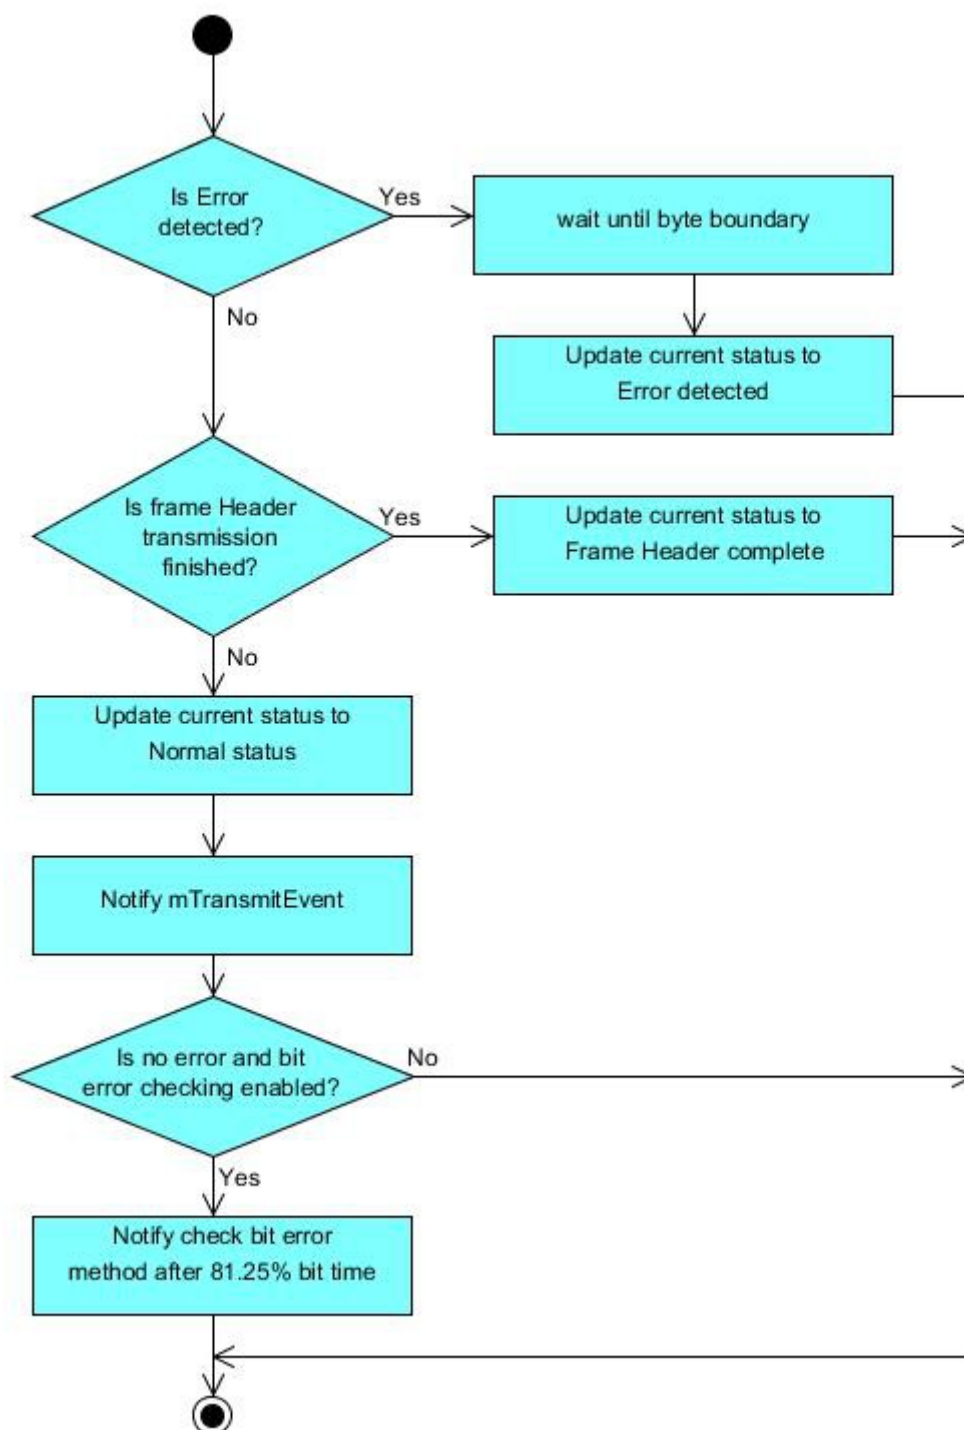 Is Error
detected?
Yes
wait until byte boundary
No
Update current status to
Error detected
Is frame Header
transmission
finished?
Yes
Update current status to
Frame Header complete
No
Update current status to
Normal status
Notify mTransmitEvent
Is no error and bit
error checking enabled?
No
Yes
Notify check bit error
method after 81.25% bit time